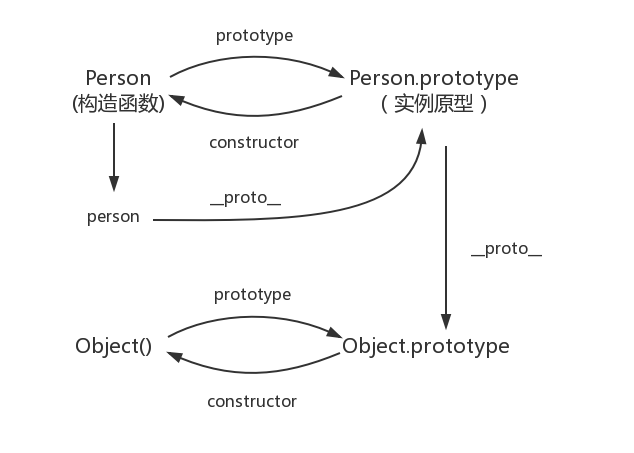 prototype
Person
(构造函数)
Person.prototype
( 实例原型 )
constructor
__proto__
person
__proto__
prototype
Object()
Object.prototype
constructor